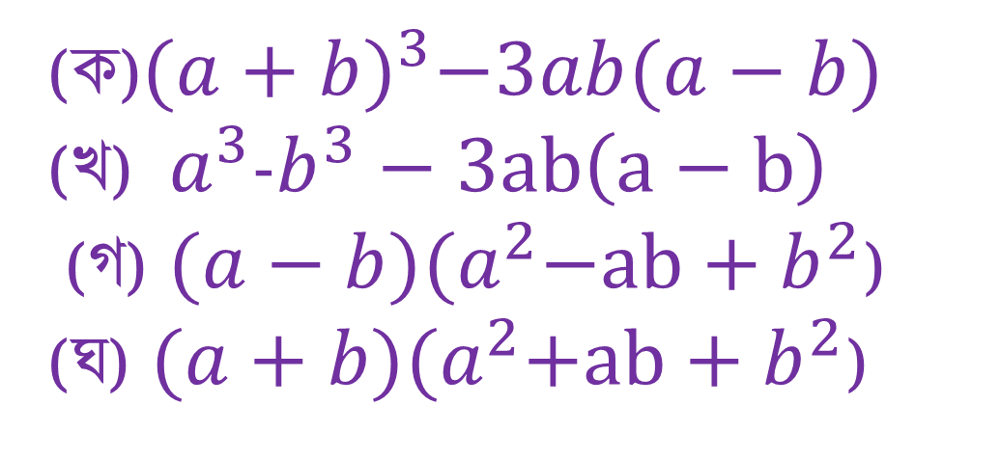 (ক)(a + b)³−3ab(a − b)
(খ) a³-b³ − 3ab(a − b)
(গ) (a − b)(a²−ab + b²)
(ঘ) (a + b)(a²+ab + b²)